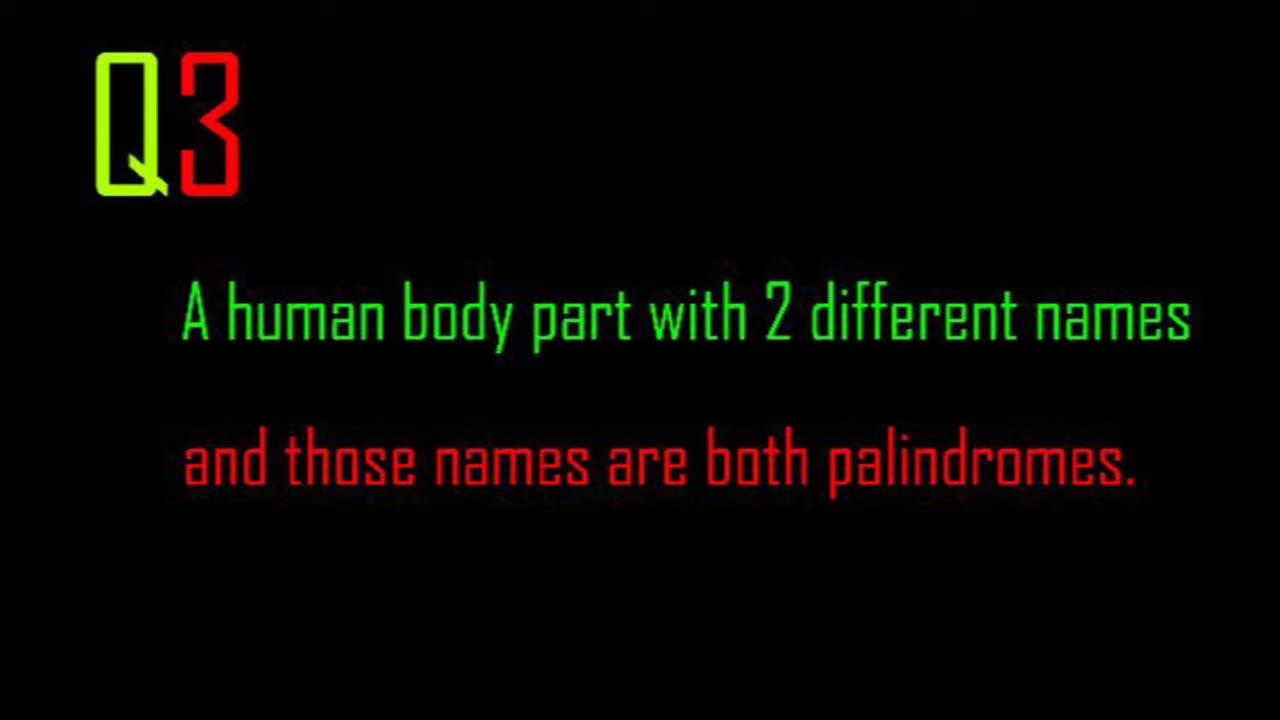 Q3
A human body part with 2 different names
and those names are both palindromes.